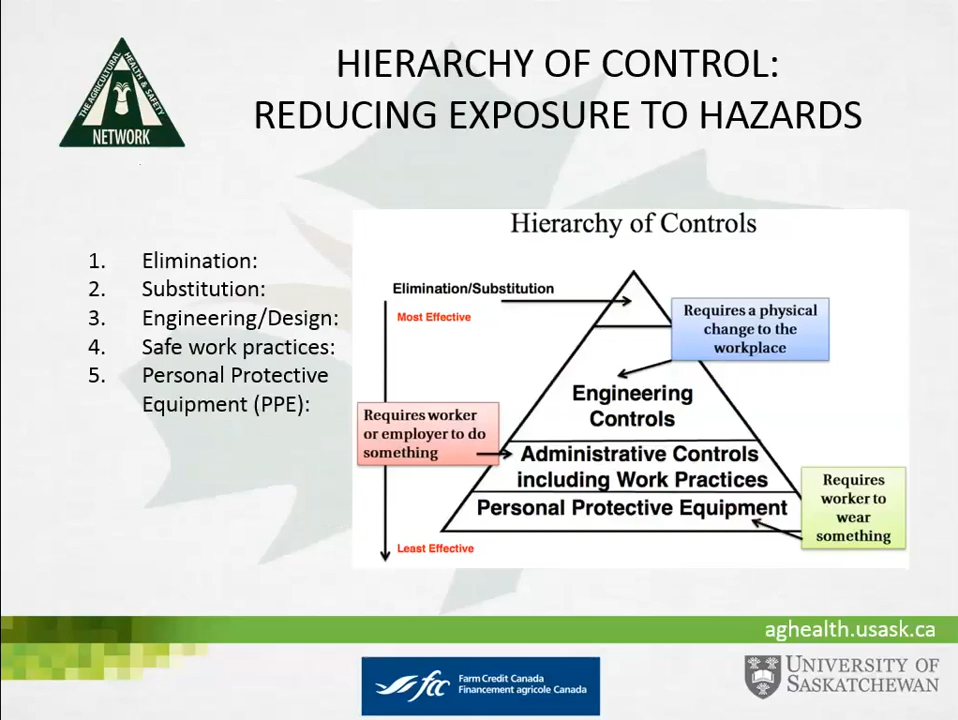 THE AGRICULTURAL
HEALTH & SAFETY
NETWORK
HIERARCHY OF CONTROL:
REDUCING EXPOSURE TO HAZARDS
1. Elimination:
2. Substitution:
3. Engineering/Design:
4. Safe work practices:
5. Personal Protective
Equipment (PPE):
Hierarchy of Controls
Elimination/Substitution
Most Effective
Requires a physical
change to the
workplace
Engineering
Controls
Requires worker
or employer to do
something
Administrative Controls
including Work Practices
Personal Protective Equipment
Requires
worker to
wear
something
Least Effective
aghealth.usask.ca
fcc
Farm Credit Canada
Financement agricole Canada
UNIVERSITY OF
SASKATCHEWAN